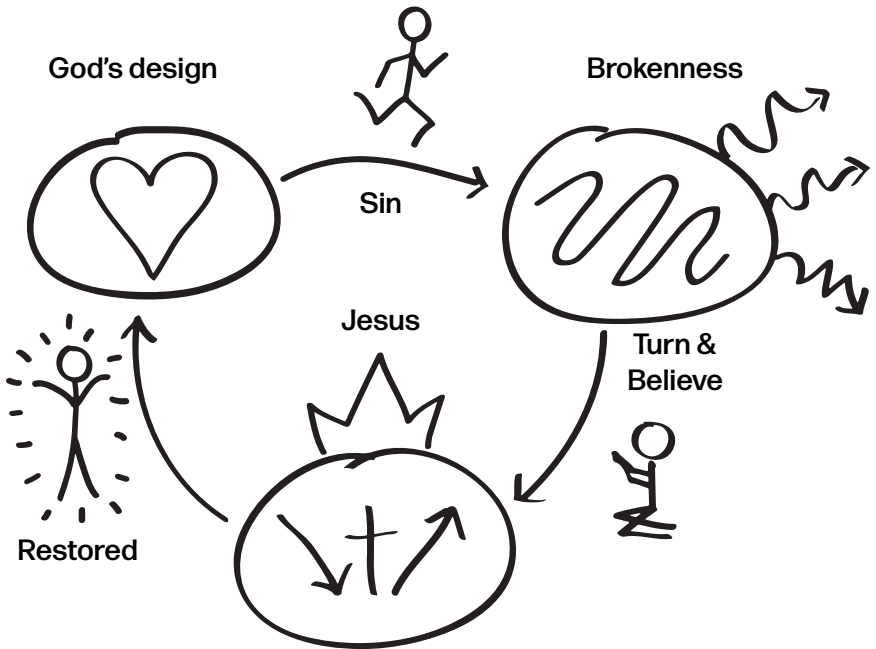 God's design
Brokenness
Sin
Jesus
Turn &
Believe
Restored